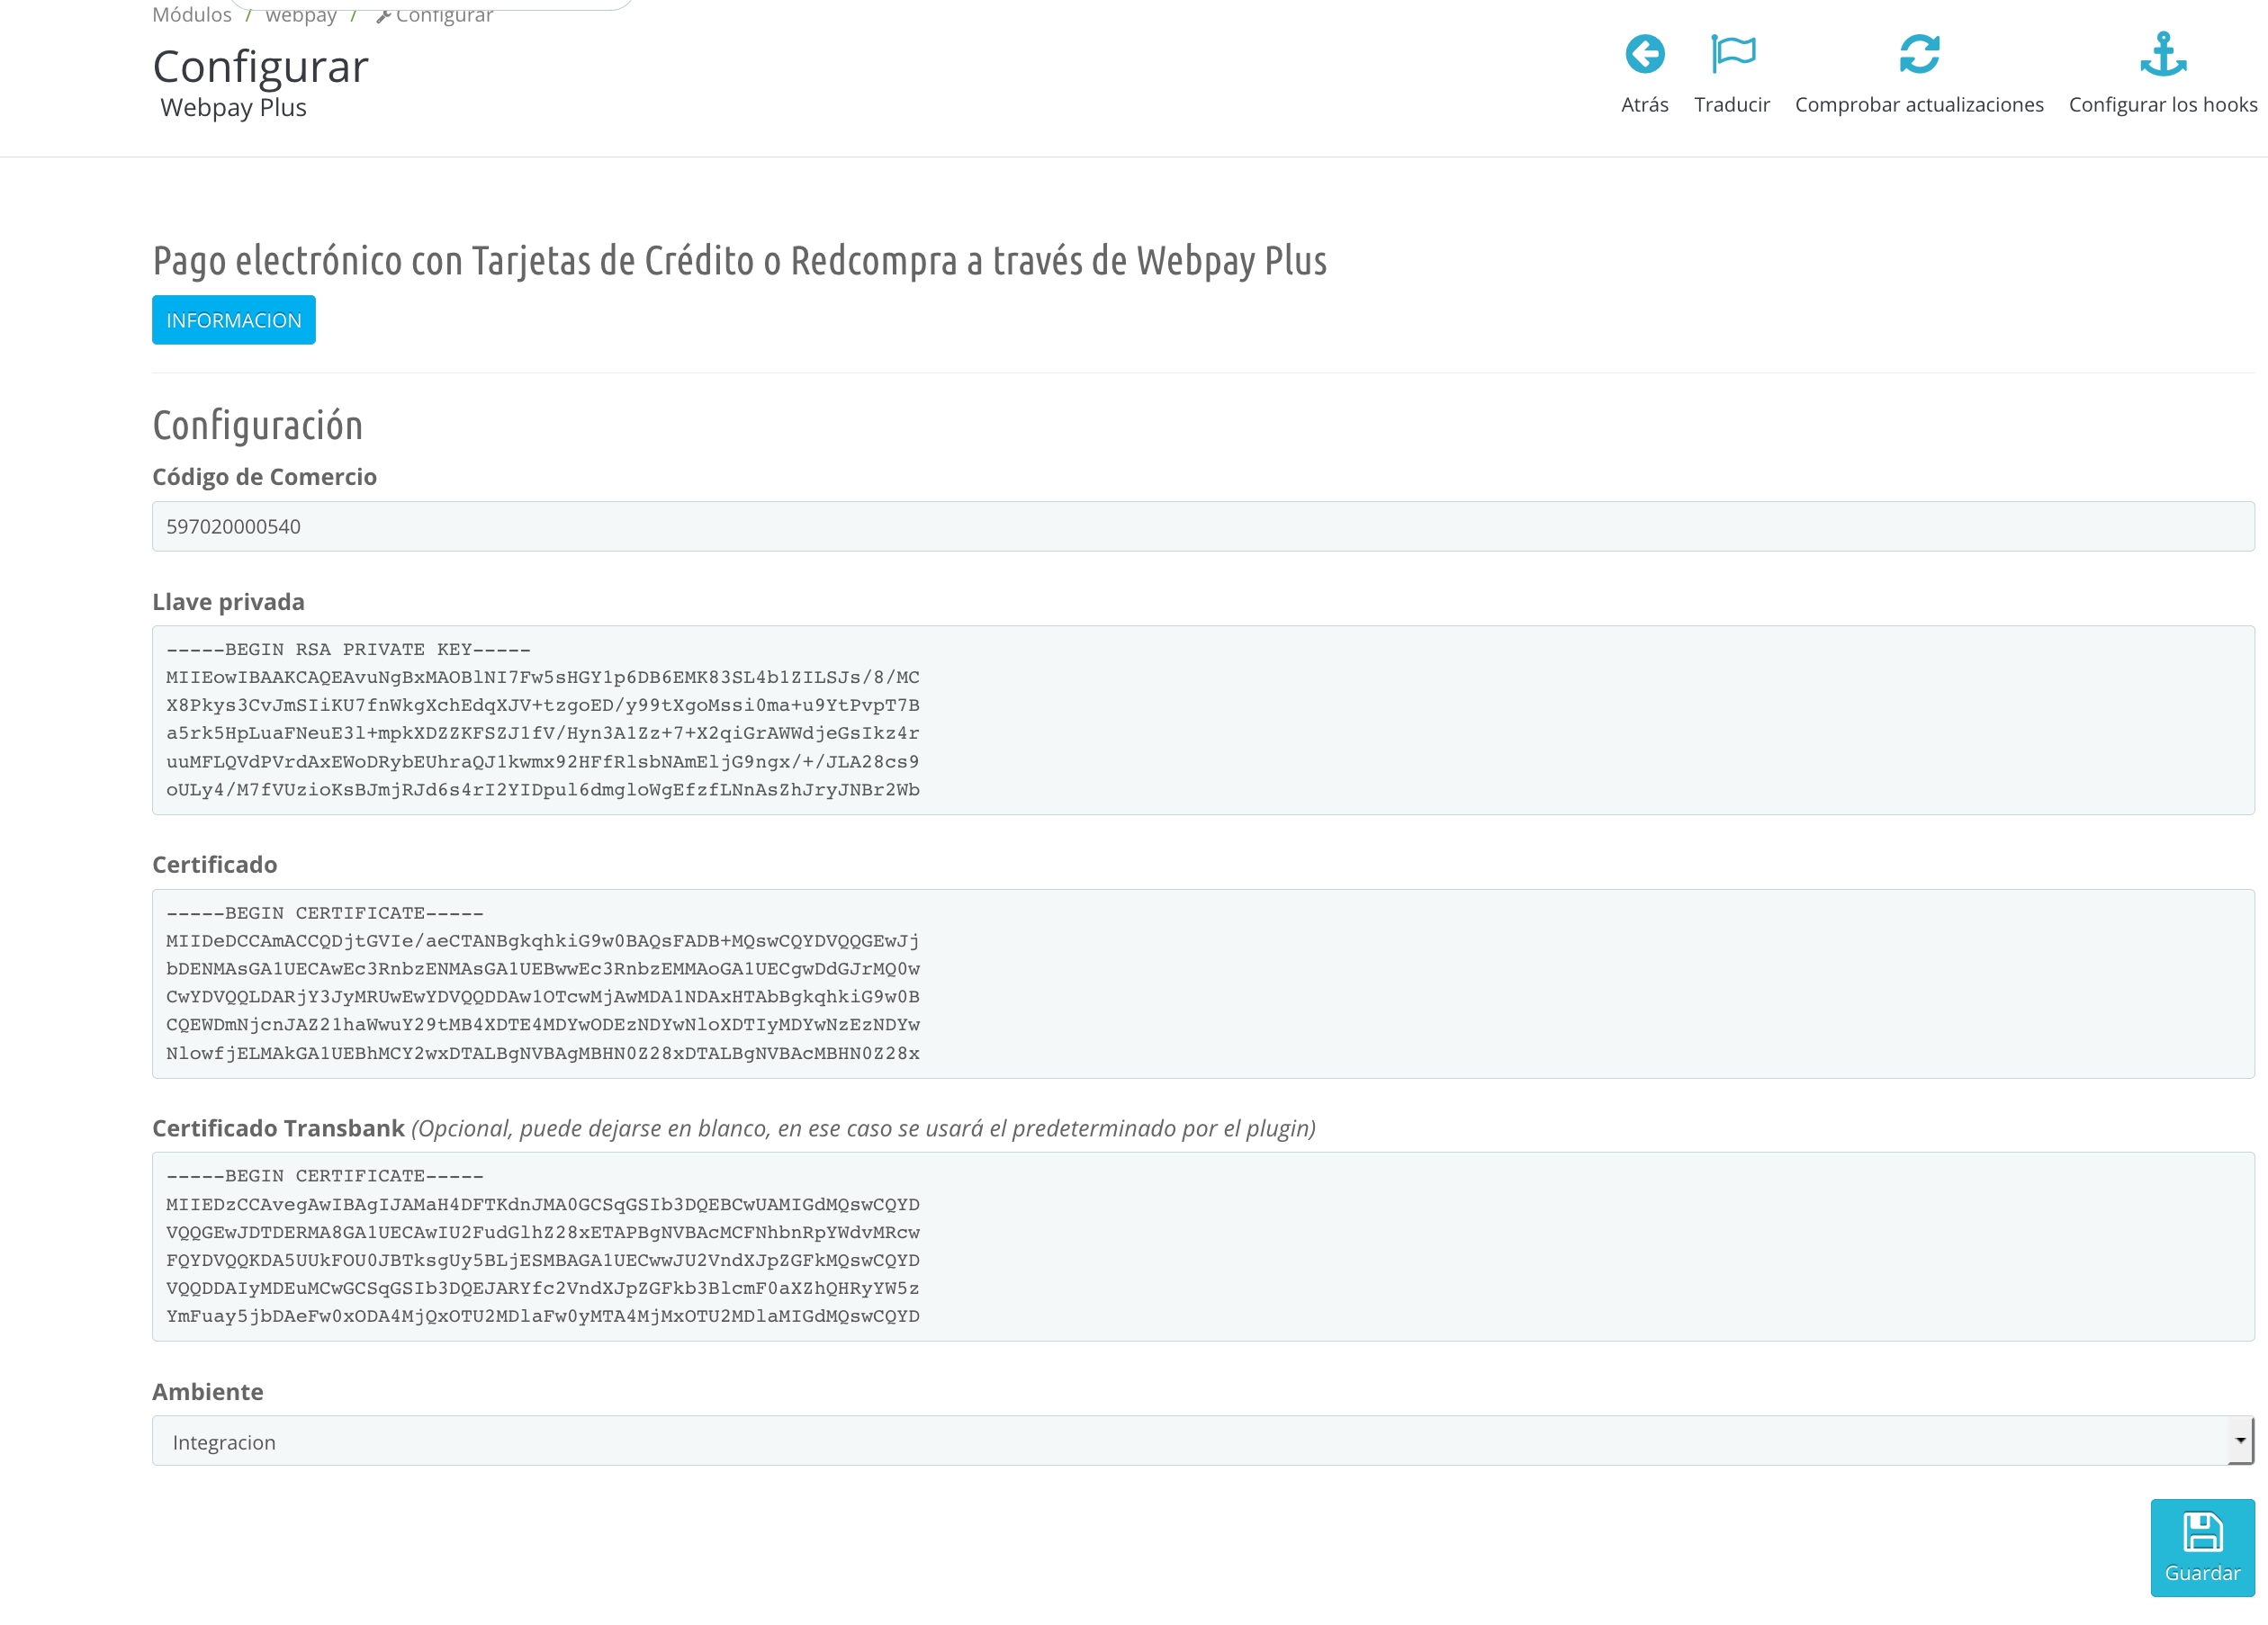 Módulos / webpay / Configurar
Configurar
Webpay Plus
Atrás
Traducir
Comprobar actualizaciones
Configurar los hooks
Pago electrónico con Tarjetas de Crédito o Redcompra a través de Webpay Plus
INFORMACION
Configuración
Código de Comercio
597020000540
Llave privada
-----BEGIN RSA PRIVATE KEY-----
MIIEowIBAAKCAQEAvuNgBxMAOBlNI7Fw5sHGY1p6DB6EMK83SL4b1ZILSJs/8/MC
X8Pkys3CvJmSIiKU7fnWkgXchEdqXJV+tzgoED/y99tXgoMssi0ma+u9YtPvpT7B
a5rk5HpLuaFNeuE3l+mpkXDZZKFSZJ1fV/Hyn3A1Zz+7+X2qiGrAWWdjeGsIkz4r
uuMFLQVdPVrdAxEWoDRybEUhraQJ1kwmx92HFfRlsbNAmEljG9ngx/+/JLA28cs9
oULy4/M7fVUzioKsBJmjRJd6s4rI2YIDpul6dmgloWgEfzfLNnAsZhJryJNBr2Wb
Certificado
-----BEGIN CERTIFICATE-----
MIIDeDCCAmACCQDjtGVIe/aeCTANBgkqhkiG9w0BAQsFADB+MQswCQYDVQQGEwJj
bDENMAsGA1UECAwEc3RnbzENMAsGA1UEBwwEc3RnbzEMMAoGA1UECgwDdGJrMQ0w
CwYDVQQLDARjY3JyMRUwEwYDVQQDDAw1OTcwMjAwMDA1NDAxHTAbBgkqhkiG9w0B
CQEWDmNjcnJAZ21haWwuY29tMB4XDTE4MDYwODEzNDYwNloXDTIyMDYwNzEzNDYw
NlowfjELMAkGA1UEBhMCY2wxDTALBgNVBAgMBHN0Z28xDTALBgNVBAcMBHN0Z28x
Certificado Transbank (Opcional, puede dejarse en blanco, en ese caso se usará el predeterminado por el plugin)
-----BEGIN CERTIFICATE-----
MIIEDzCCAvegAwIBAgIJAMaH4DFTKdnJMA0GCSqGSIb3DQEBCwUAMIGdMQswCQYD
VQQGEwJDTDERMA8GA1UECAwIU2FudGlhZ28xETAPBgNVBAcMCFNhbnRpYWdvMRcw
FQYDVQQKDA5UUkFOU0JBTksgUy5BLjESMBAGA1UECwwJU2VndXJpZGFkMQswCQYD
VQQDDAIyMDEuMCwGCSqGSIb3DQEJARYfc2VndXJpZGFkb3BlcmF0aXZhQHRyYW5z
YmFuay5jbDAeFw0xODA4MjQxOTU2MDlaFw0yMTA4MjMxOTU2MDlaMIGdMQswCQYD
Ambiente
Integracion
Guardar